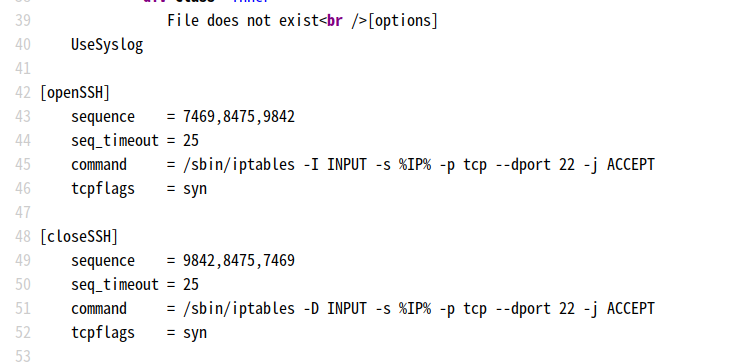 39 File does not exist<br />[options]
40 UseSyslog
41
42 [openSSH]
43 sequence = 7469,8475,9842
44 seq_timeout = 25
45 command = /sbin/iptables -I INPUT -s %IP% -p tcp --dport 22 -j ACCEPT
46 tcpflags = syn
47
48 [closeSSH]
49 sequence = 9842,8475,7469
50 seq_timeout = 25
51 command = /sbin/iptables -D INPUT -s %IP% -p tcp --dport 22 -j ACCEPT
52 tcpflags = syn
53